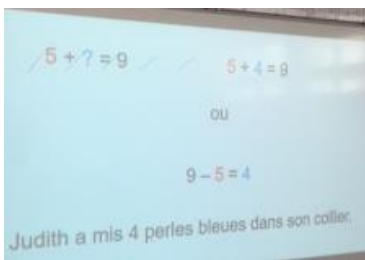 5 + ? = 9
5 + 4 = 9
ou
9 – 5 = 4
Judith a mis 4 perles bleues dans son collier.